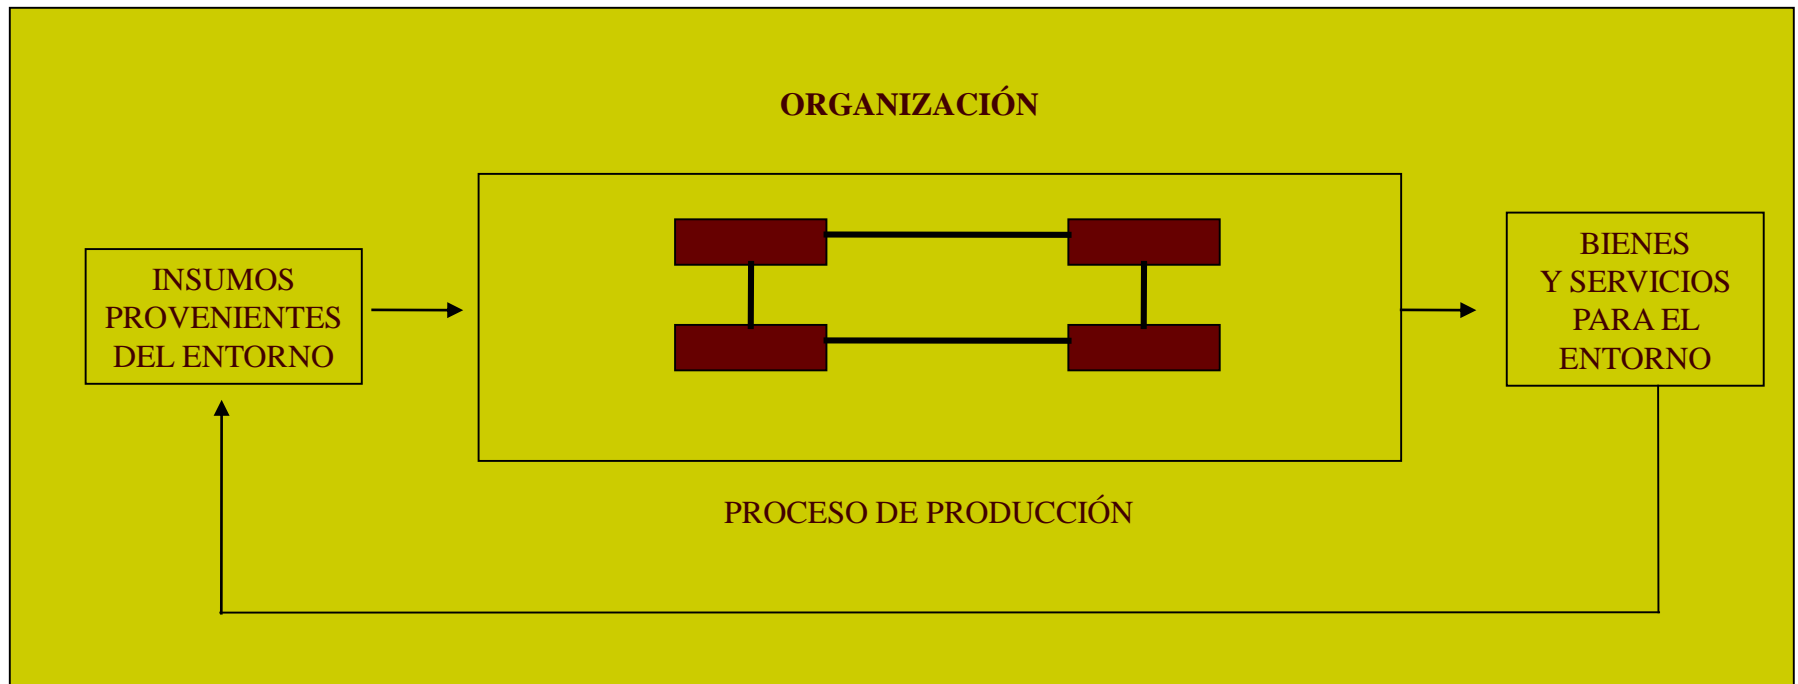 ORGANIZACIÓN
INSUMOS
PROVENIENTES
DEL ENTORNO
BIENES
Y SERVICIOS
PARA EL
ENTORNO
PROCESO DE PRODUCCIÓN